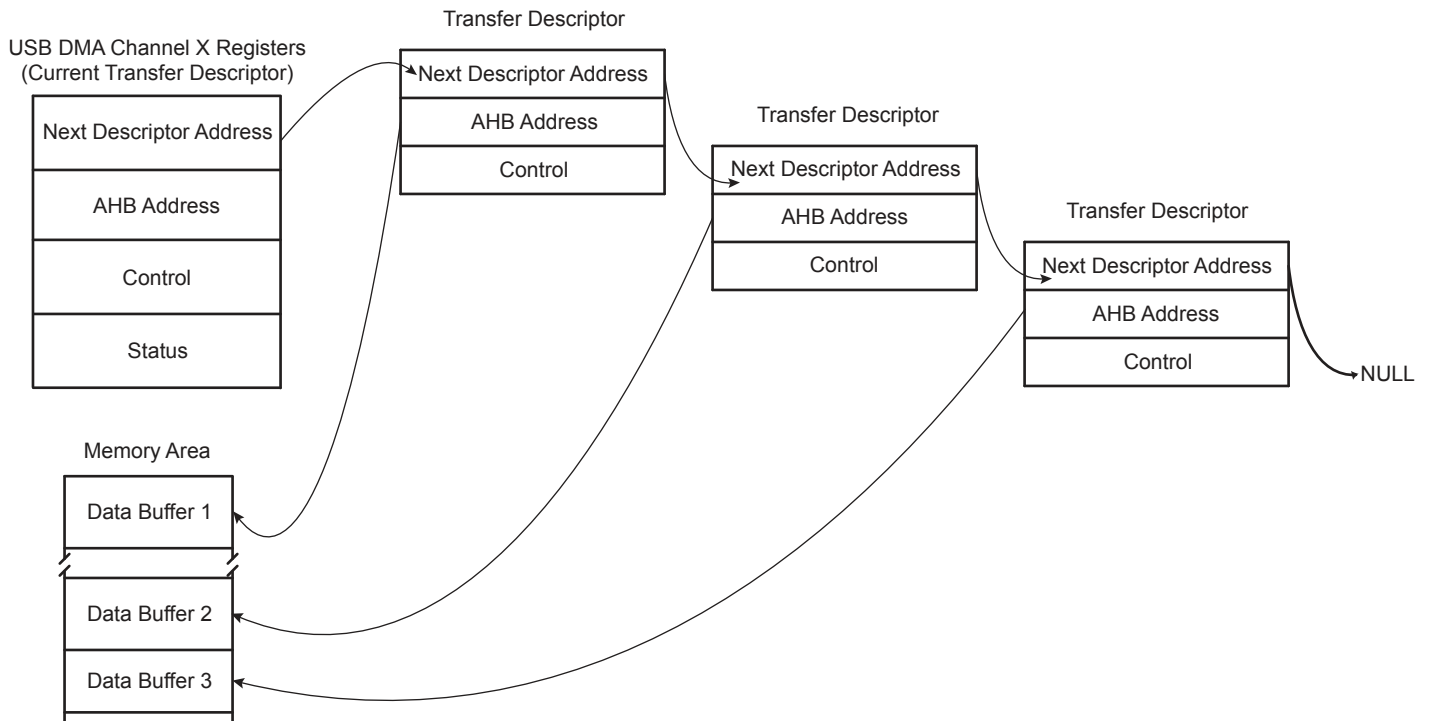 USB DMA Channel X Registers
(Current Transfer Descriptor)
Next Descriptor Address
AHB Address
Control
Status
Transfer Descriptor
Next Descriptor Address
AHB Address
Control
Transfer Descriptor
Next Descriptor Address
AHB Address
Control
Transfer Descriptor
Next Descriptor Address
AHB Address
Control
NULL
Memory Area
Data Buffer 1
Data Buffer 2
Data Buffer 3